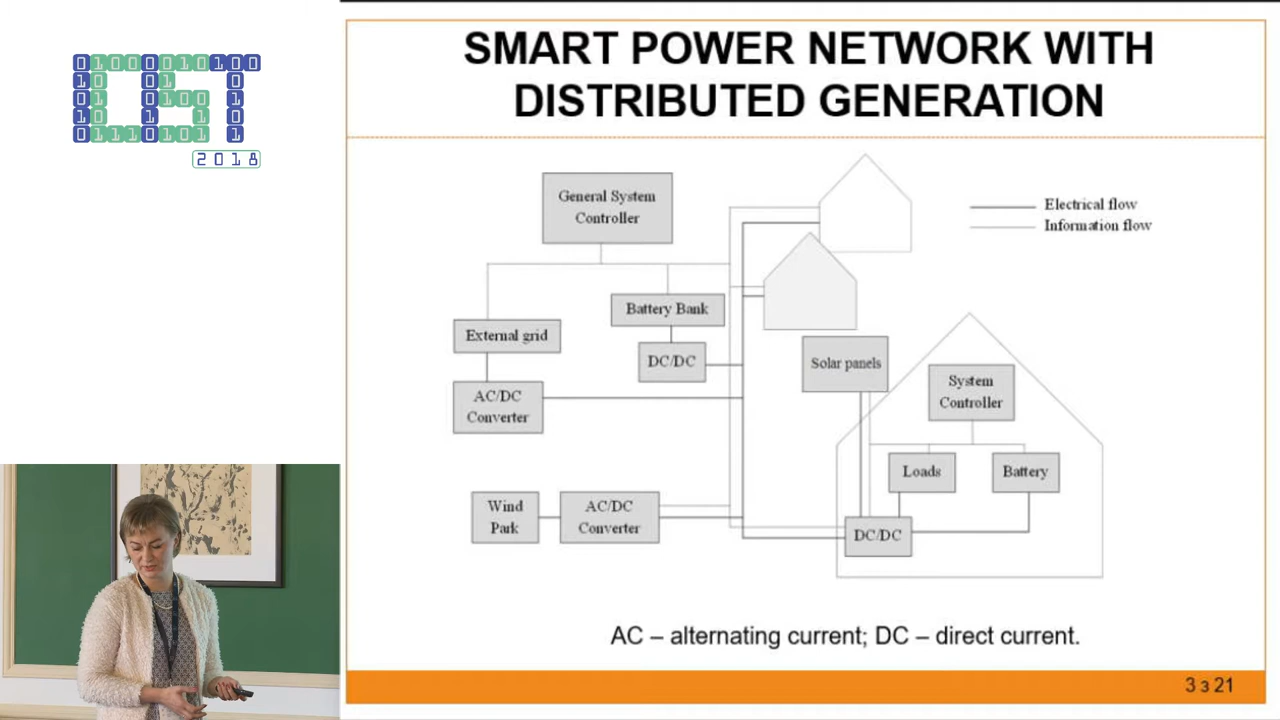 0100001010100
10 01 0
01 0100 1
10 1 1 0
01110101 1
2018
SMART POWER NETWORK WITH
DISTRIBUTED GENERATION
General System
Controller
Electrical flow
Information flow
Battery Bank
External grid
DC/DC
Solar panels
AC/DC
Converter
System
Controller
Loads
Battery
Wind
Park
AC/DC
Converter
DC/DC
AC – alternating current; DC – direct current.
3 з 21